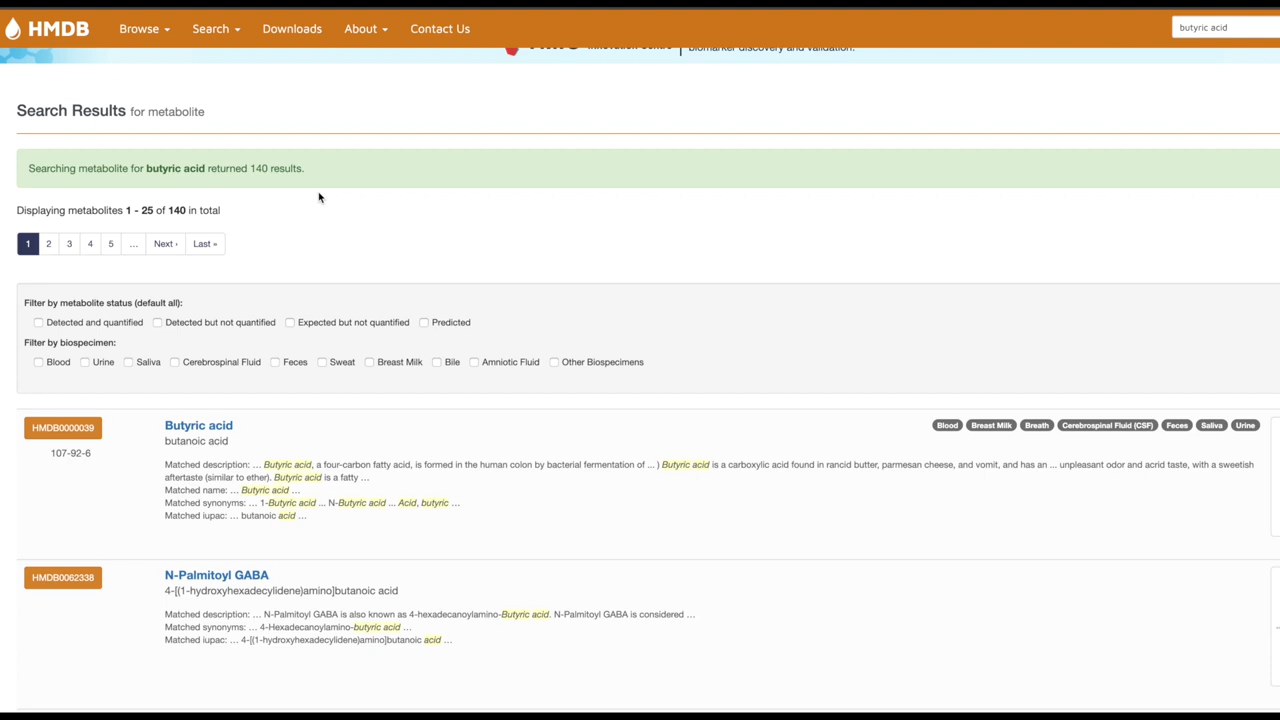 HMDB Browse Search Downloads About Contact Us butyric acid
biomarker discovery and validation.
Search Results for metabolite
Searching metabolite for butyric acid returned 140 results.
Displaying metabolites 1 - 25 of 140 in total
1 2 3 4 5 … Next › Last »
Filter by metabolite status (default all):
Detected and quantified Detected but not quantified Expected but not quantified Predicted
Filter by biospecimen:
Blood Urine Saliva Cerebrospinal Fluid Feces Sweat Breast Milk Bile Amniotic Fluid Other Biospecimens
HMDB0000039 Butyric acid Blood Breast Milk Breath Cerebrospinal Fluid (CSF) Feces Saliva Urine
butanoic acid
107-92-6
Matched description: … Butyric acid, a four-carbon fatty acid, is formed in the human colon by bacterial fermentation of … ) Butyric acid is a carboxylic acid found in rancid butter, parmesan cheese, and vomit, and has an … unpleasant odor and acrid taste, with a sweetish
aftertaste (similar to ether). Butyric acid is a fatty …
Matched name: … Butyric acid …
Matched synonyms: … 1-Butyric acid … N-Butyric acid … Acid, butyric …
Matched iupac: … butanoic acid …
HMDB0062338 N-Palmitoyl GABA
4-[(1-hydroxyhexadecylidene)amino]butanoic acid
Matched description: … N-Palmitoyl GABA is also known as 4-hexadecanoylamino-Butyric acid. N-Palmitoyl GABA is considered …
Matched synonyms: … 4-Hexadecanoylamino-butyric acid …
Matched iupac: … 4-[(1-hydroxyhexadecylidene)amino]butanoic acid …